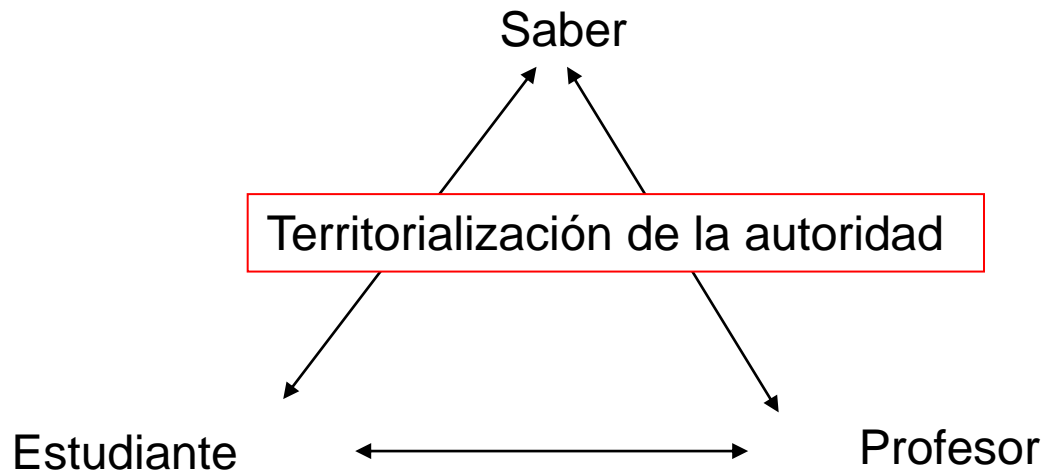 Saber
Territorialización de la autoridad
Estudiante
Profesor